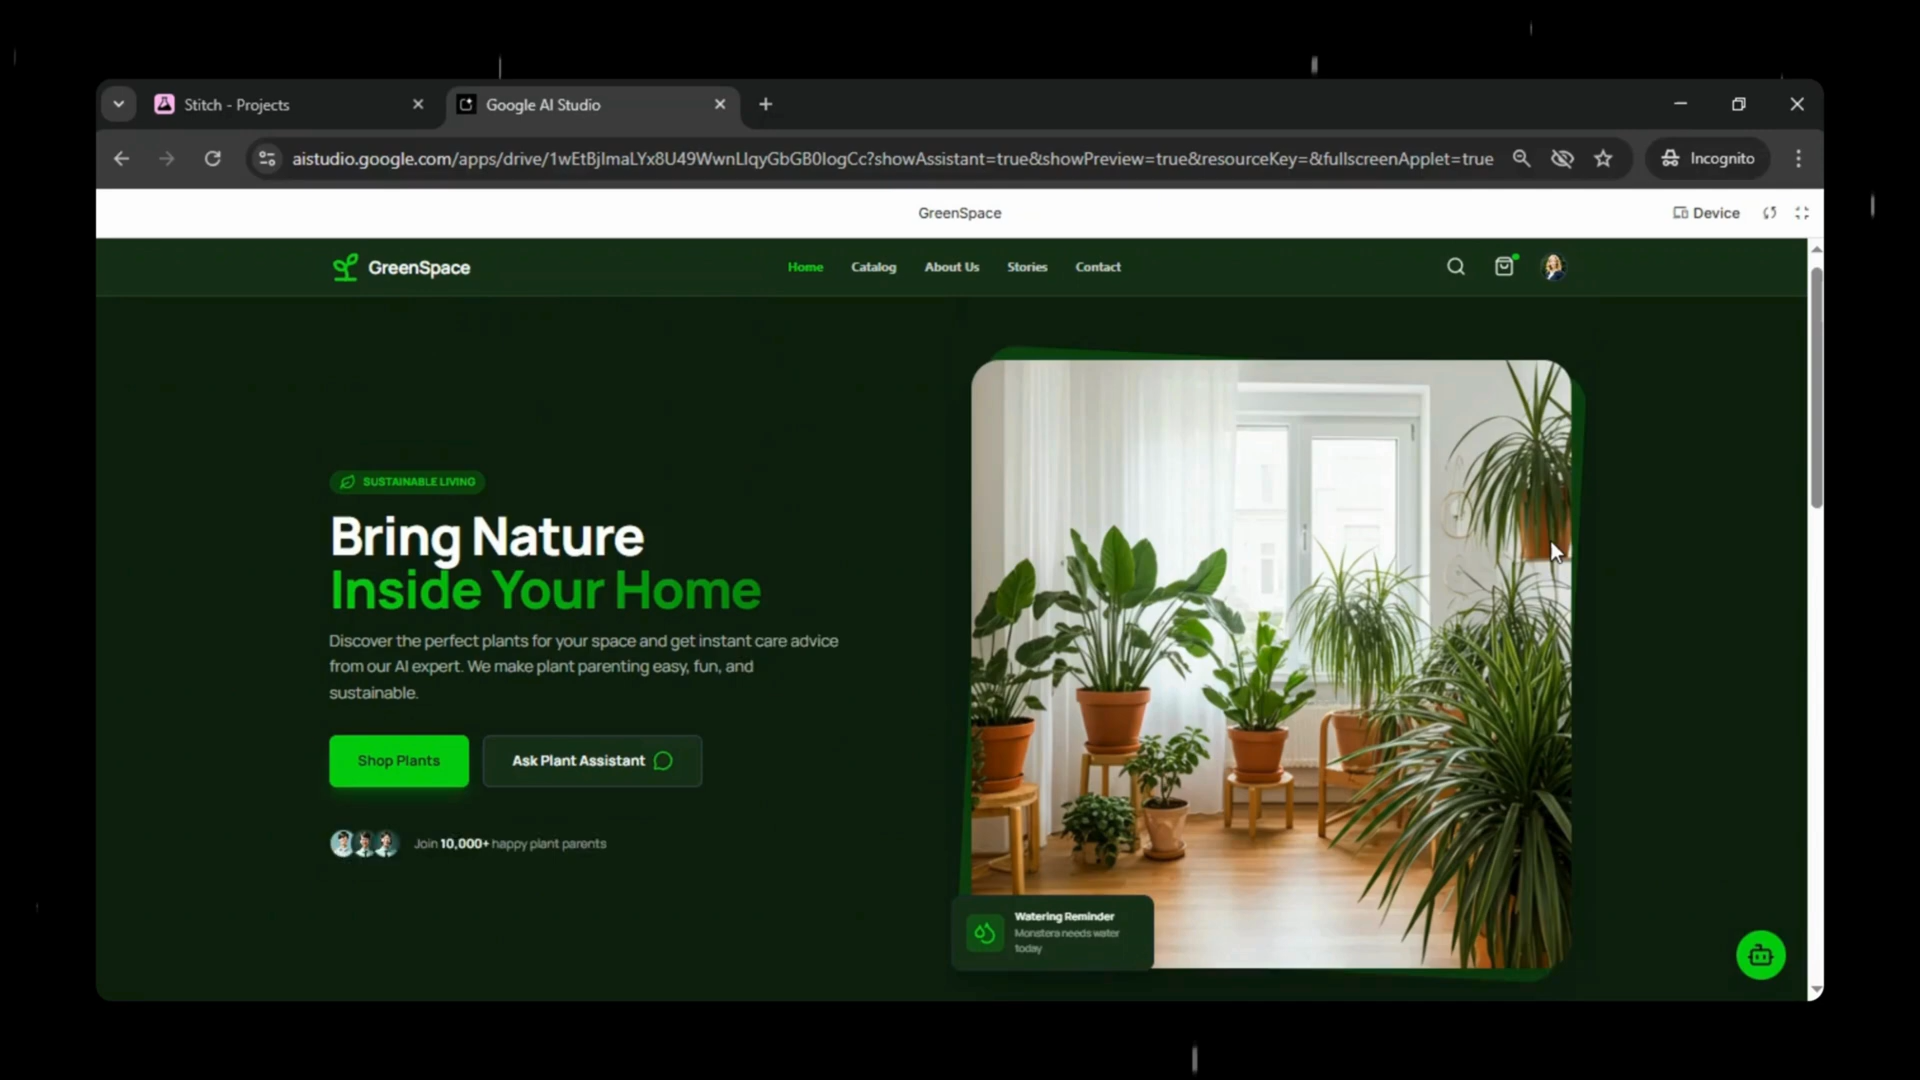 Stitch - Projects
Google AI Studio
aistudio.google.com/apps/drive/1wEtBjImaLYx8U49WwnLIqyGbGB0logCc?showAssistant=true&showPreview=true&resourceKey=&fullscreenApplet=true
Incognito
GreenSpace
Device
GreenSpace
Home
Catalog
About Us
Stories
Contact
SUSTAINABLE LIVING
Bring Nature
Inside Your Home
Discover the perfect plants for your space and get instant care advice
from our AI expert. We make plant parenting easy, fun, and
sustainable.
Shop Plants
Ask Plant Assistant
Join 10,000+ happy plant parents
Watering Reminder
Monstera needs water
today